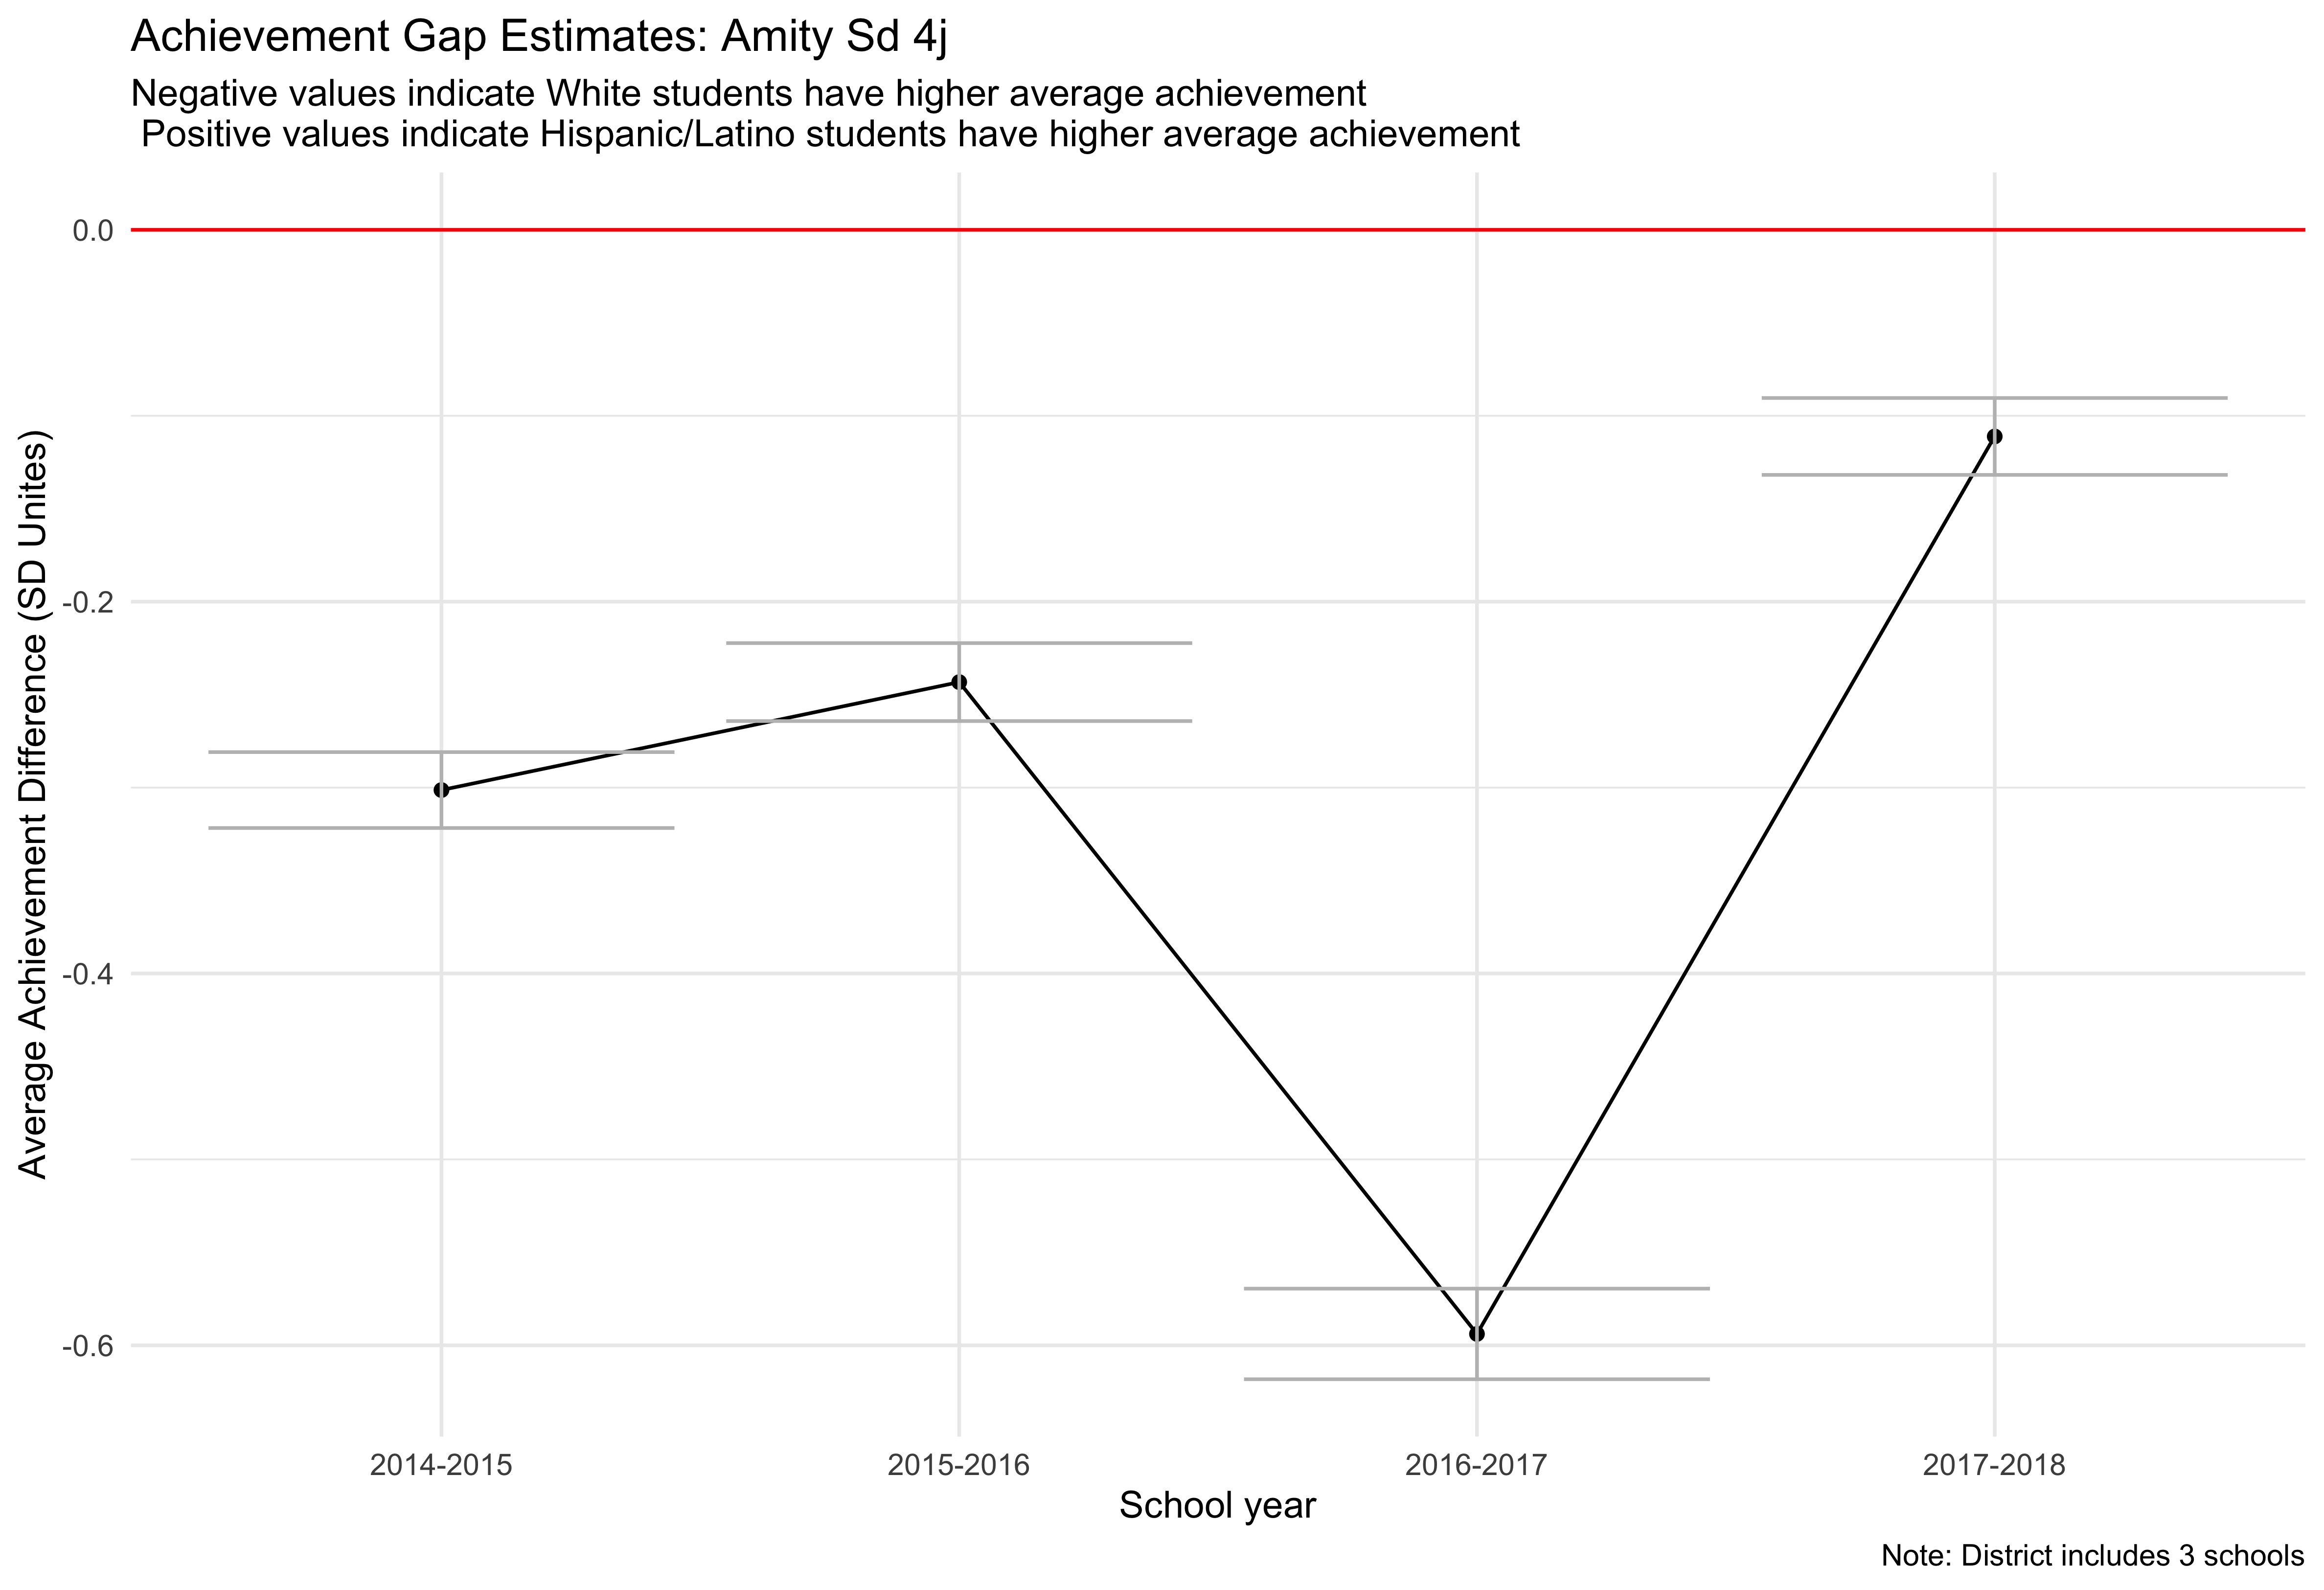 Achievement Gap Estimates: Amity Sd 4j
Negative values indicate White students have higher average achievement
Positive values indicate Hispanic/Latino students have higher average achievement
Average Achievement Difference (SD Unites)
0.0
-0.2
-0.4
-0.6
2014-2015
2015-2016
2016-2017
2017-2018
School year
Note: District includes 3 schools